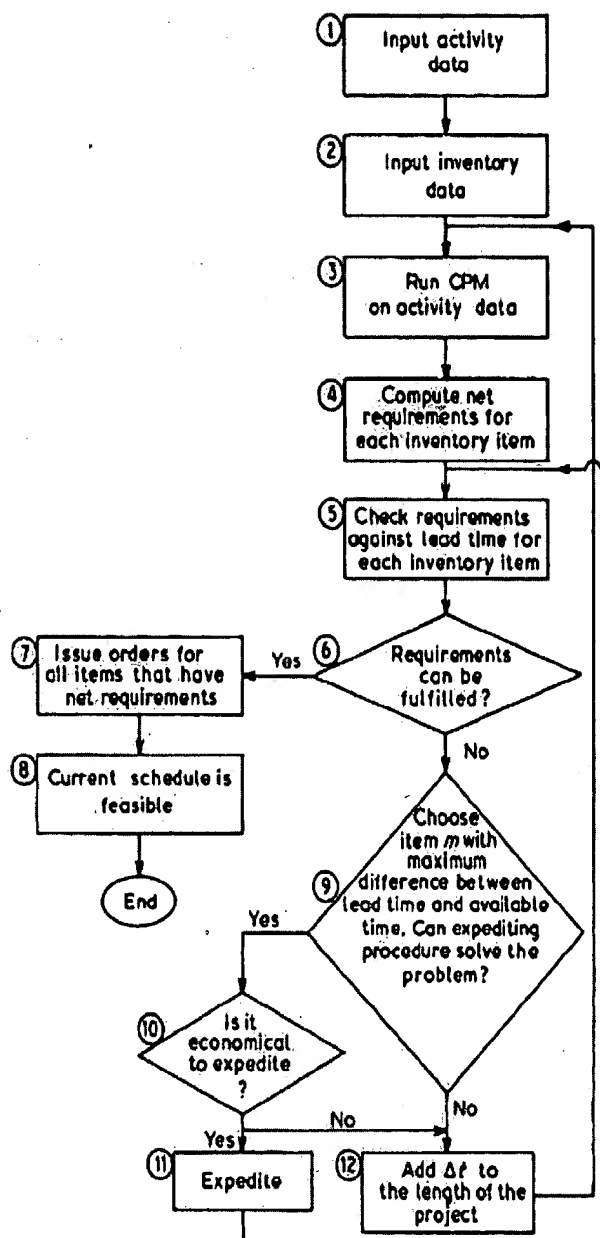 1
Input activity
data
2
Input inventory
data
3
Run CPM
on activity data
4
Compute net
requirements for
each inventory item
5
Check requirements
against lead time for
each inventory item
6
Requirements
can be
fulfilled?
Yes
7
Issue orders for
all items that have
net requirements
8
Current schedule is
feasible
End
No
9
Choose
item m with
maximum
difference between
lead time and available
time. Can expediting
procedure solve the
problem?
Yes
10
Is it
economical
to expedite
?
No
Yes
No
11
Expedite
12
Add Δt to
the length of the
project